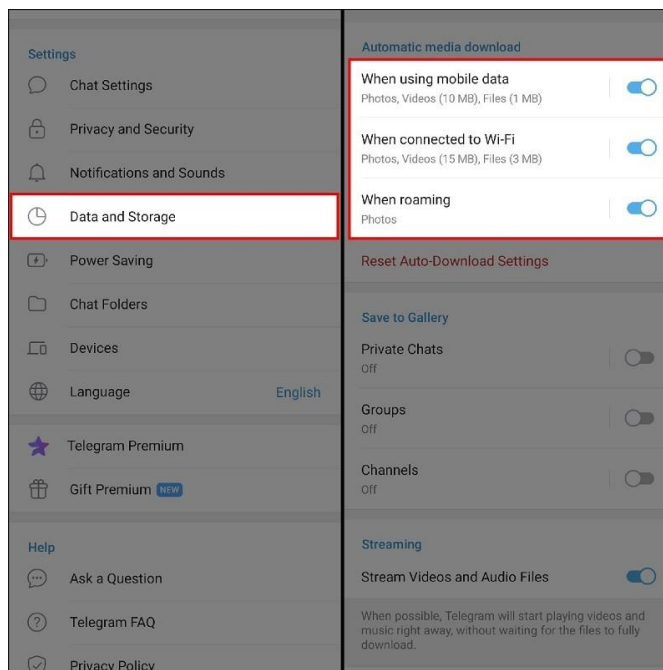 Settings
Chat Settings
Privacy and Security
Notifications and Sounds
Data and Storage
Power Saving
Chat Folders
Devices
Language
English
Telegram Premium
Gift Premium NEW
Help
Ask a Question
Telegram FAQ
Privacy Policy
Automatic media download
When using mobile data
Photos, Videos (10 MB), Files (1 MB)
When connected to Wi-Fi
Photos, Videos (15 MB), Files (3 MB)
When roaming
Photos
Reset Auto-Download Settings
Save to Gallery
Private Chats
Off
Groups
Off
Channels
Off
Streaming
Stream Videos and Audio Files
When possible, Telegram will start playing videos and
music right away, without waiting for the files to fully
download.